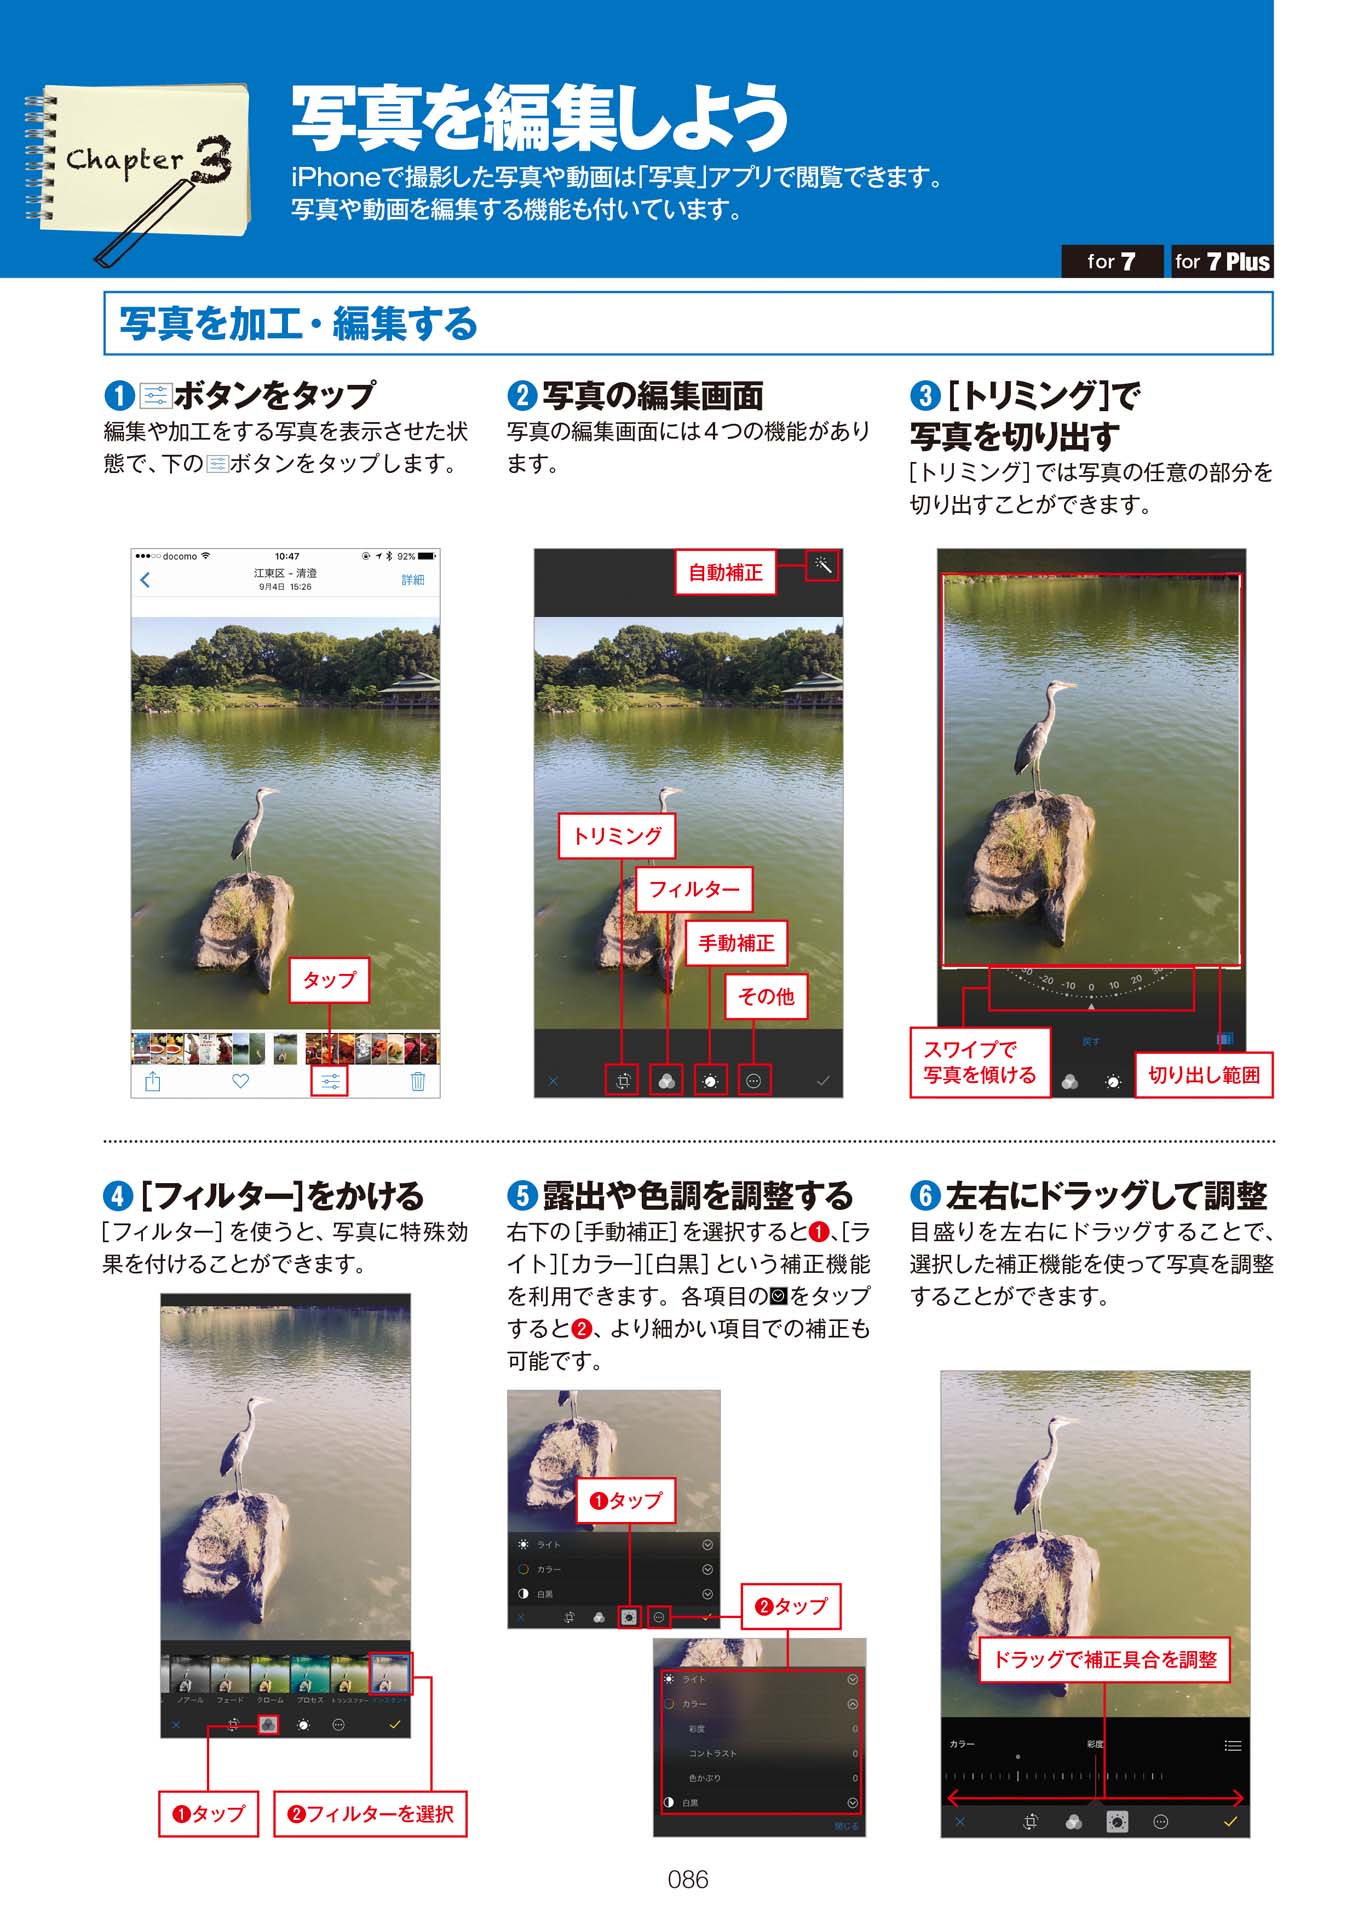 Chapter 3
写真を編集しよう
iPhoneで撮影した写真や動画は「写真」アプリで閲覧できます。
写真や動画を編集する機能も付いています。
for 7
for 7 Plus
写真を加工・編集する
❶ボタンをタップ
編集や加工をする写真を表示させた状
態で、下のボタンをタップします。
docomo
10:47
92%
江東区 - 清澄
9月4日 15:26
詳細
タップ
❷写真の編集画面
写真の編集画面には4つの機能があり
ます。
自動補正
トリミング
フィルター
手動補正
その他
❸［トリミング］で
写真を切り出す
［トリミング］では写真の任意の部分を
切り出すことができます。
-20 -10 0 10 20
戻す
スワイプで
写真を傾ける
切り出し範囲
❹［フィルター］をかける
［フィルター］を使うと、写真に特殊効
果を付けることができます。
ノアール フェード クローム プロセス トランスファー インスタント
❶タップ
❷フィルターを選択
❺露出や色調を調整する
右下の［手動補正］を選択すると❶、［ラ
イト］［カラー］［白黒］という補正機能
を利用できます。各項目のをタップ
すると❷、より細かい項目での補正も
可能です。
❶タップ
ライト
カラー
白黒
❷タップ
ライト
カラー
彩度 0
コントラスト 0
色かぶり 0
白黒
閉じる
❻左右にドラッグして調整
目盛りを左右にドラッグすることで、
選択した補正機能を使って写真を調整
することができます。
ドラッグで補正具合を調整
カラー
彩度
086